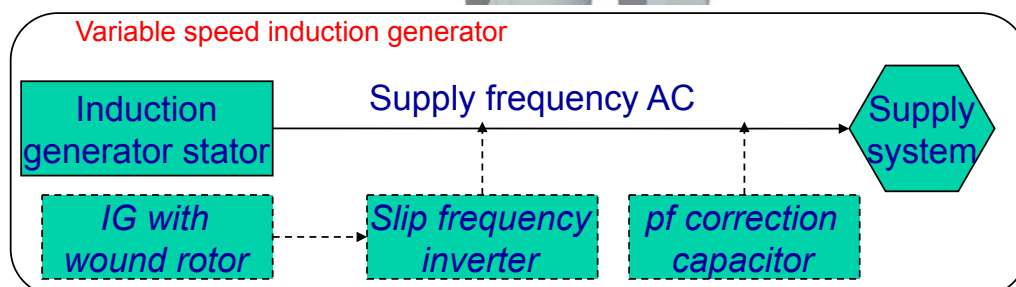 Variable speed induction generator
Induction
generator stator
Supply frequency AC
Supply
system
IG with
wound rotor
Slip frequency
inverter
pf correction
capacitor